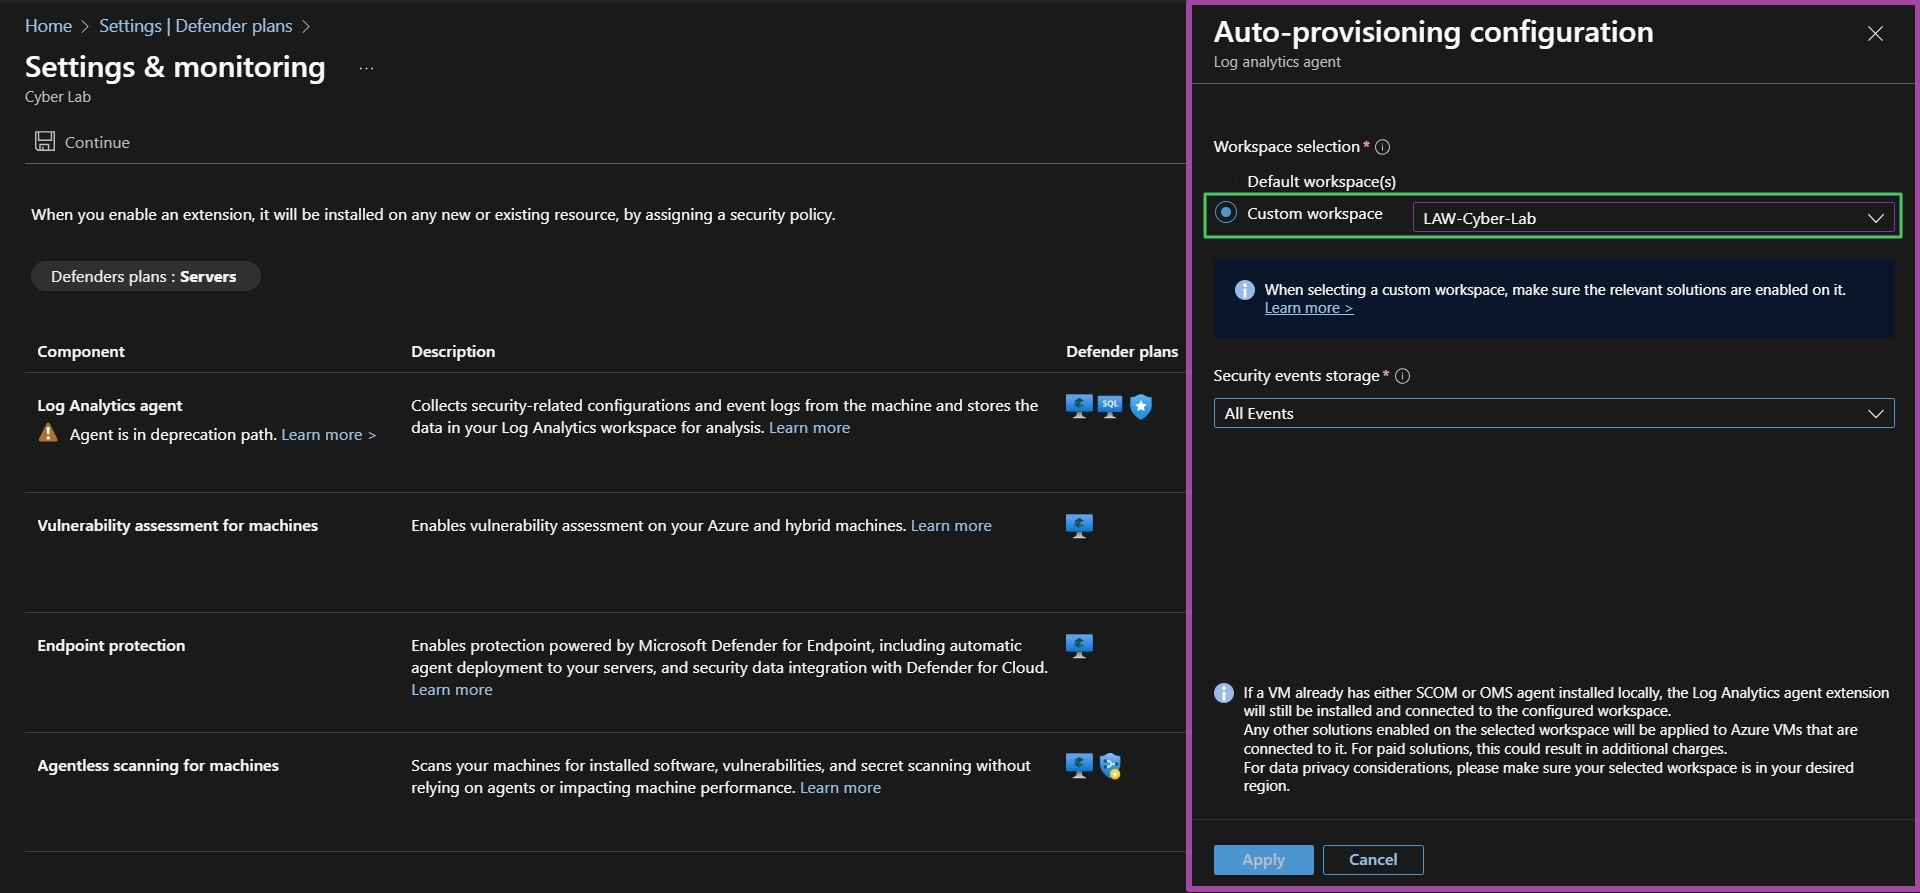 Home > Settings | Defender plans >
Settings & monitoring ...
Cyber Lab
Continue
When you enable an extension, it will be installed on any new or existing resource, by assigning a security policy.
Defenders plans : Servers
Component Description Defender plans
Log Analytics agent
Agent is in deprecation path. Learn more >
Collects security-related configurations and event logs from the machine and stores the
data in your Log Analytics workspace for analysis. Learn more
SQL
Vulnerability assessment for machines
Enables vulnerability assessment on your Azure and hybrid machines. Learn more
Endpoint protection
Enables protection powered by Microsoft Defender for Endpoint, including automatic
agent deployment to your servers, and security data integration with Defender for Cloud.
Learn more
Agentless scanning for machines
Scans your machines for installed software, vulnerabilities, and secret scanning without
relying on agents or impacting machine performance. Learn more
Auto-provisioning configuration
Log analytics agent
Workspace selection *
Default workspace(s)
Custom workspace LAW-Cyber-Lab
When selecting a custom workspace, make sure the relevant solutions are enabled on it.
Learn more >
Security events storage *
All Events
If a VM already has either SCOM or OMS agent installed locally, the Log Analytics agent extension
will still be installed and connected to the configured workspace.
Any other solutions enabled on the selected workspace will be applied to Azure VMs that are
connected to it. For paid solutions, this could result in additional charges.
For data privacy considerations, please make sure your selected workspace is in your desired
region.
Apply Cancel